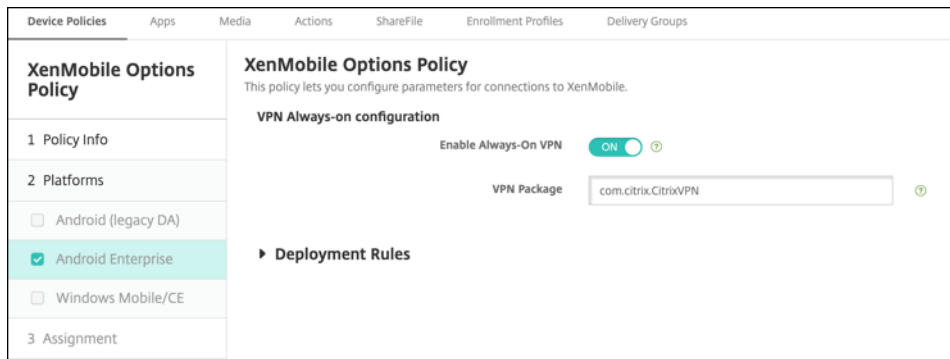 Device Policies Apps Media Actions ShareFile Enrollment Profiles Delivery Groups
XenMobile Options
Policy
1 Policy Info
2 Platforms
Android (legacy DA)
Android Enterprise
Windows Mobile/CE
3 Assignment
XenMobile Options Policy
This policy lets you configure parameters for connections to XenMobile.
VPN Always-on configuration
Enable Always-On VPN ON ?
VPN Package com.citrix.CitrixVPN ?
Deployment Rules